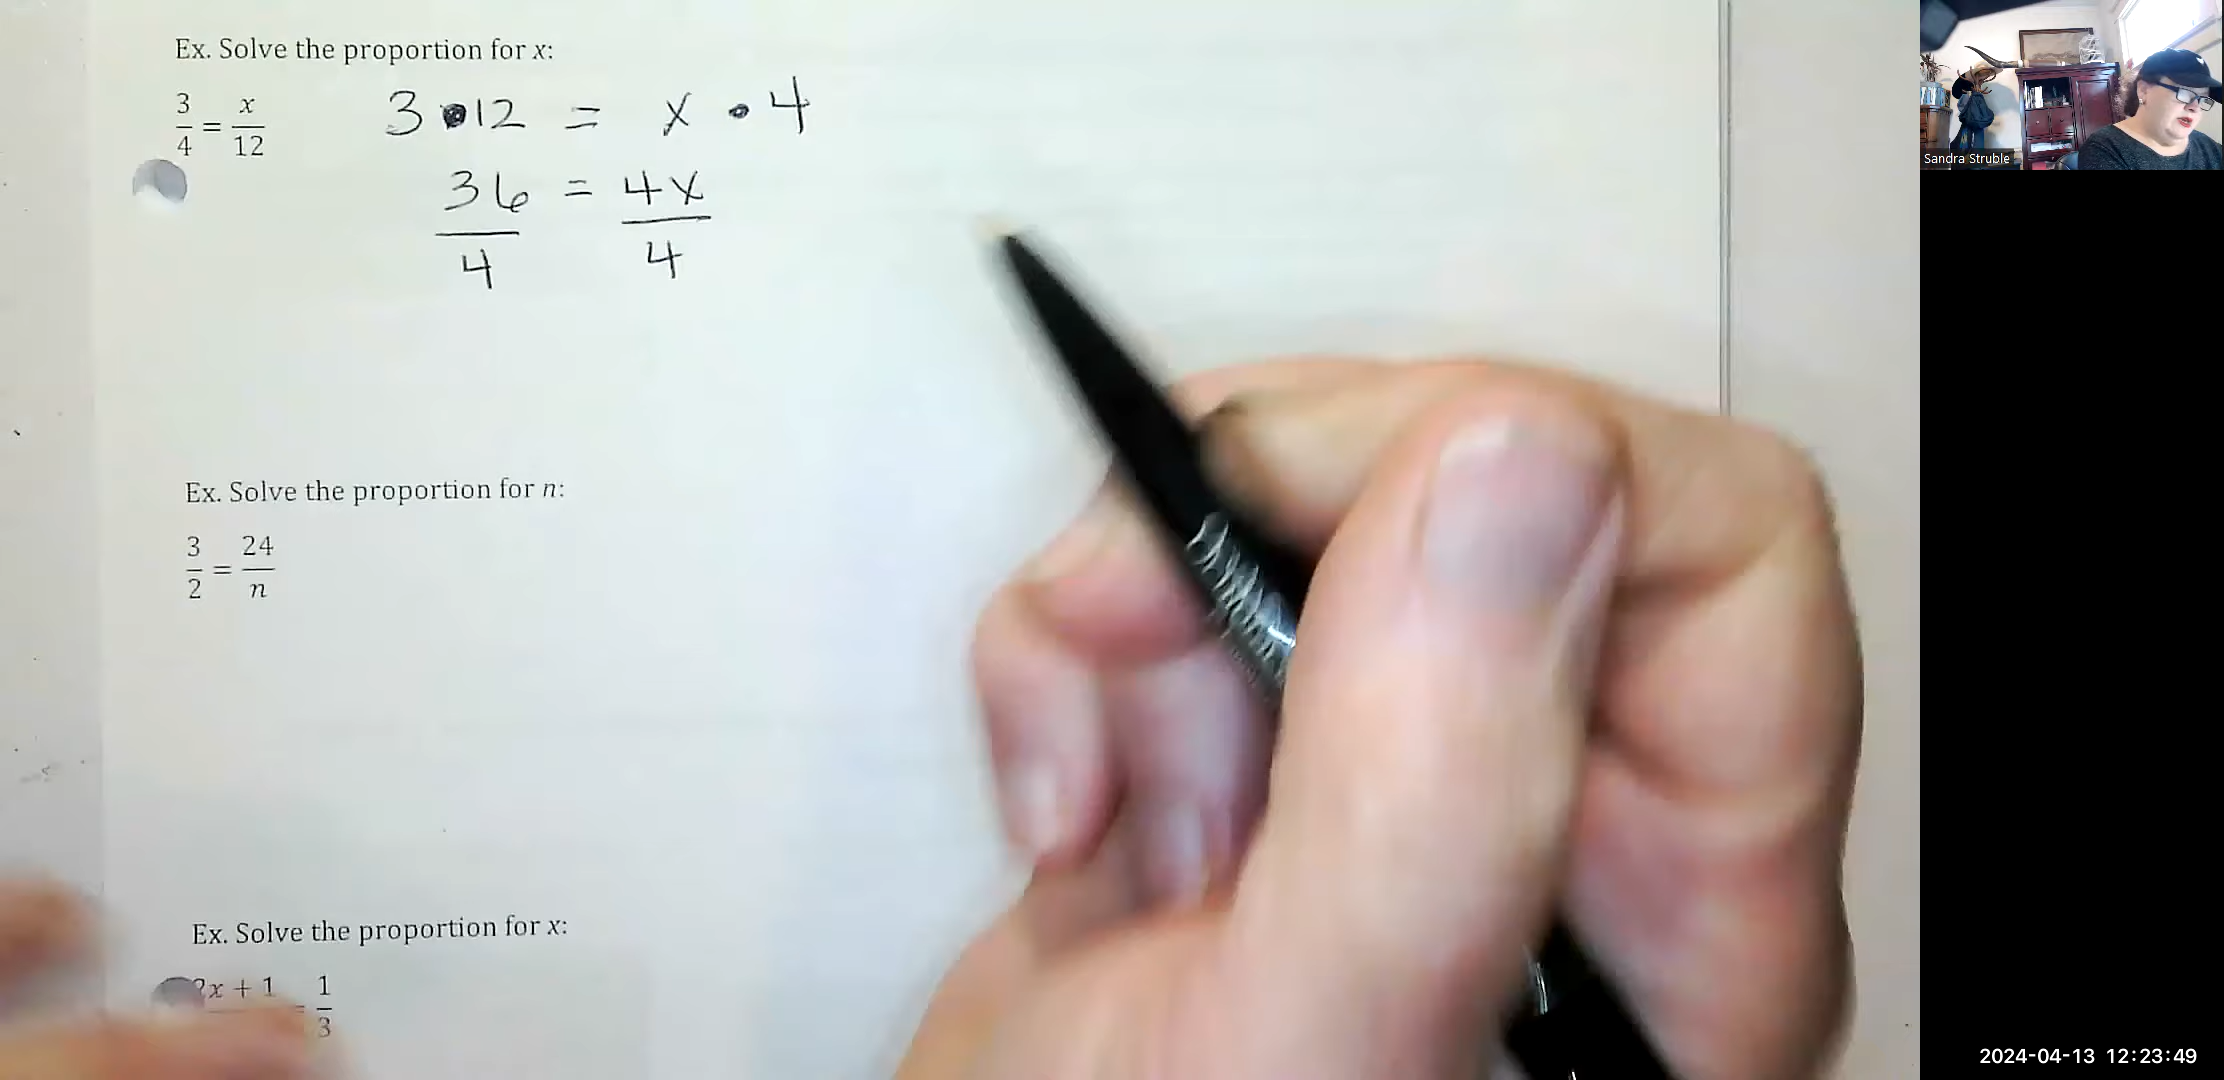 Ex. Solve the proportion for x:
3/4 = x/12
3 • 12 = x • 4
36/4 = 4x/4
Ex. Solve the proportion for n:
3/2 = 24/n
Ex. Solve the proportion for x:
x + 1
1/3
Sandra Struble
2024-04-13 12:23:49